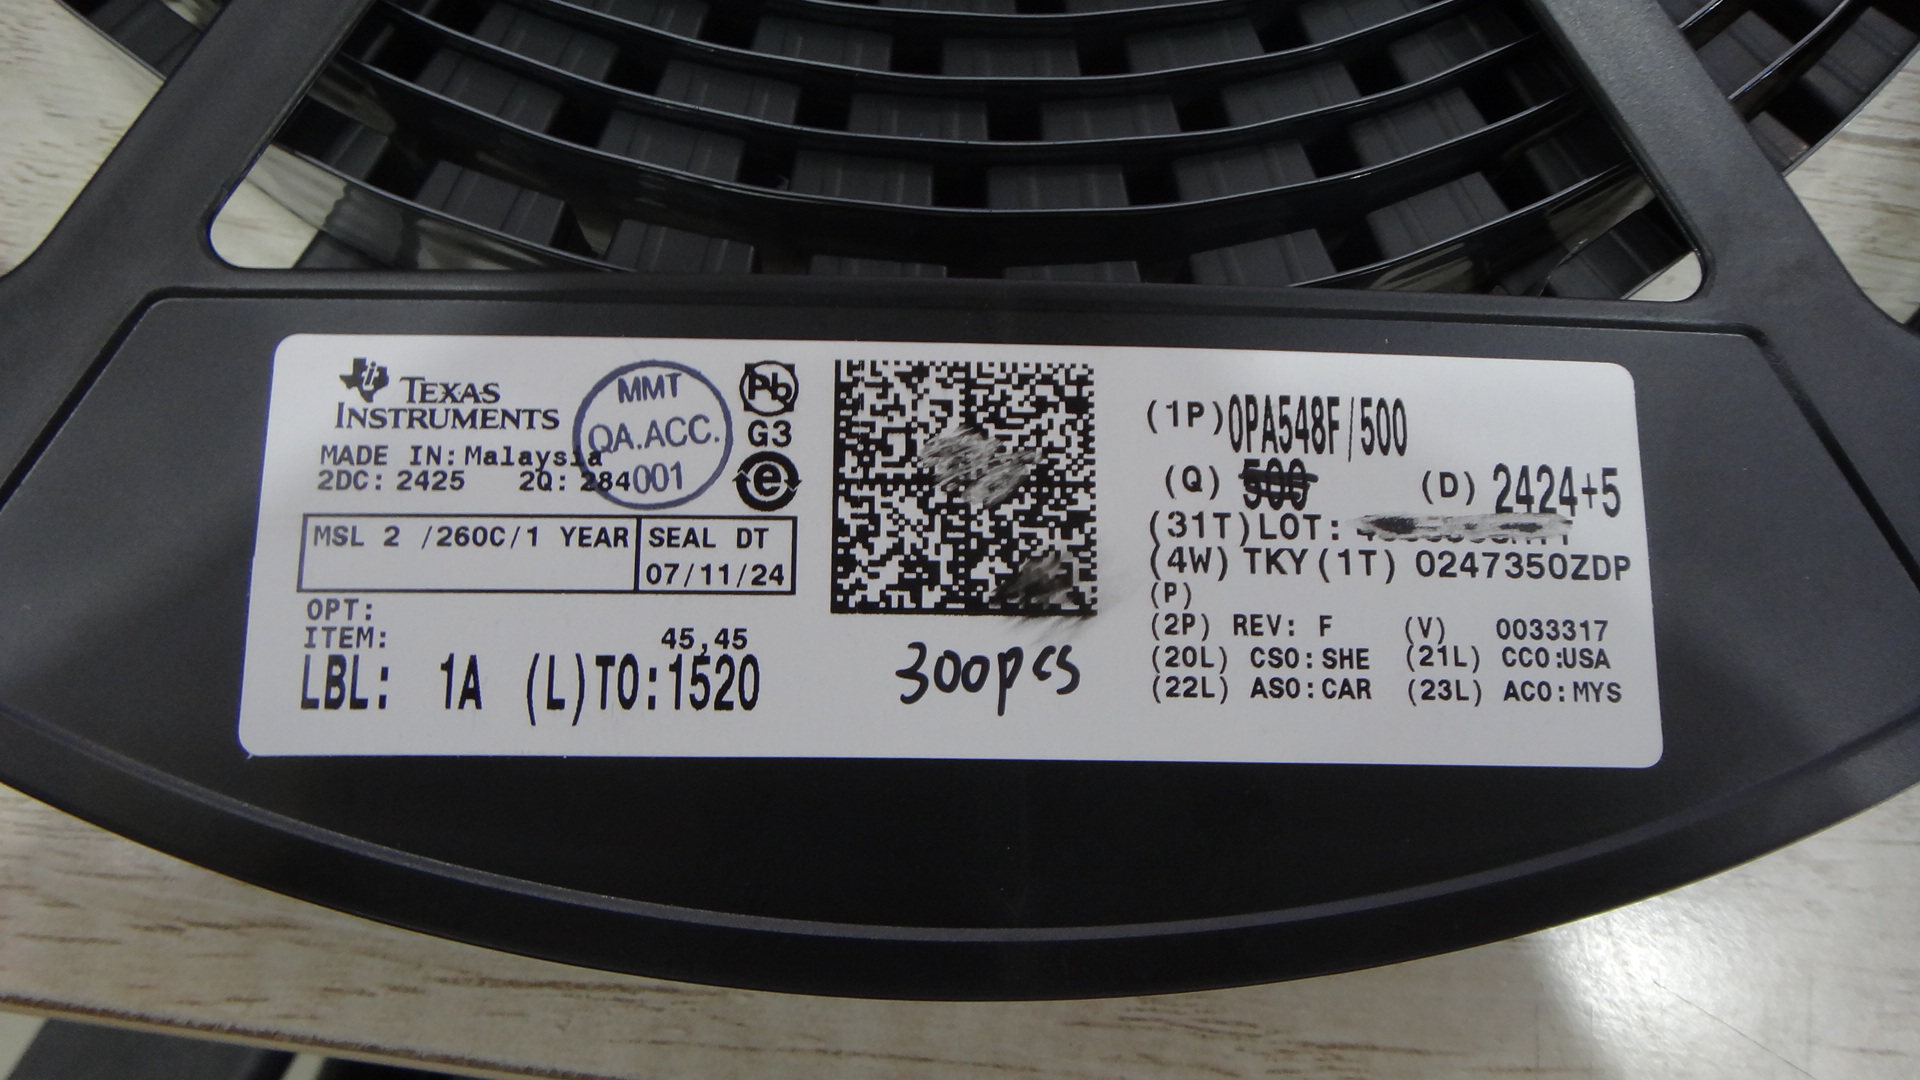 TEXAS
INSTRUMENTS
MADE IN: Malaysia
2DC: 2425 2Q: 284
MMT
QA.ACC.
001
Pb
G3
e
MSL 2 /260C/1 YEAR
SEAL DT
07/11/24
OPT:
ITEM: 45,45
LBL: 1A (L)TO:1520
300pcs
(1P)OPA548F/500
(Q) 500 (D) 2424+5
(31T)LOT:
(4W) TKY(1T) 0247350ZDP
(P)
(2P) REV: F (V) 0033317
(20L) CSO:SHE (21L) CCO:USA
(22L) ASO:CAR (23L) ACO:MYS